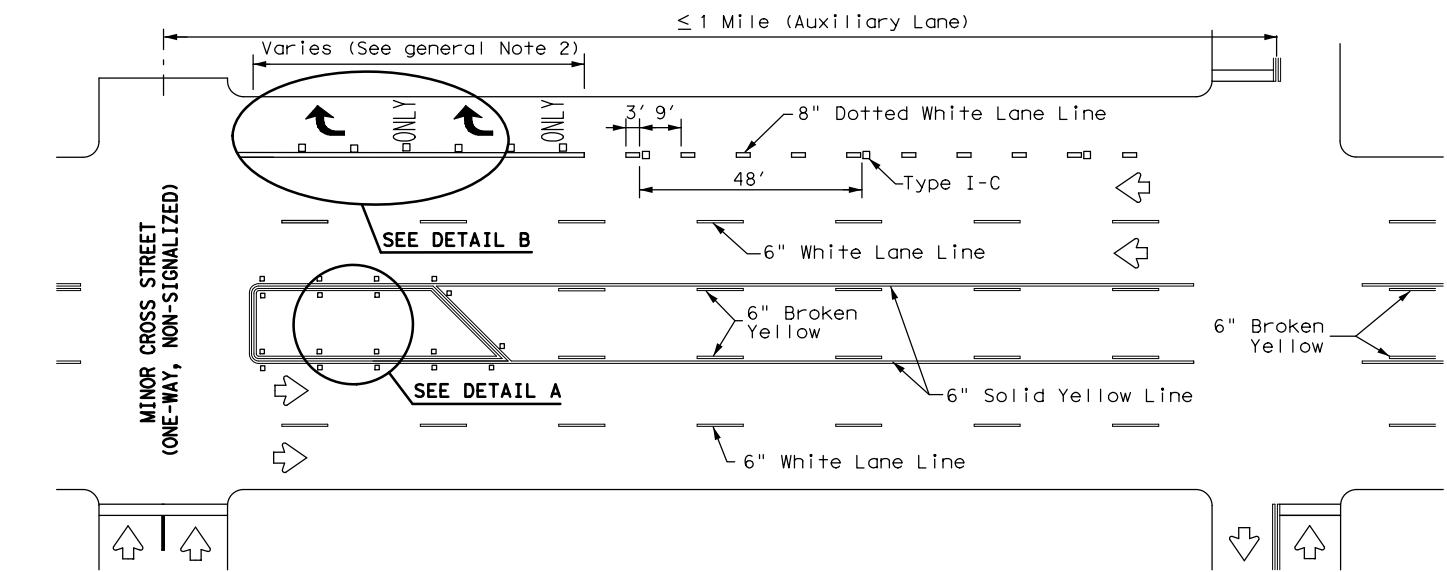 ≤ 1 Mile (Auxiliary Lane)
Varies (See general Note 2)
ONLY
ONLY
3' 9'
8" Dotted White Lane Line
48'
Type I-C
SEE DETAIL B
6" White Lane Line
MINOR CROSS STREET
(ONE-WAY, NON-SIGNALIZED)
6" Broken
Yellow
6" Broken
Yellow
SEE DETAIL A
6" Solid Yellow Line
6" White Lane Line